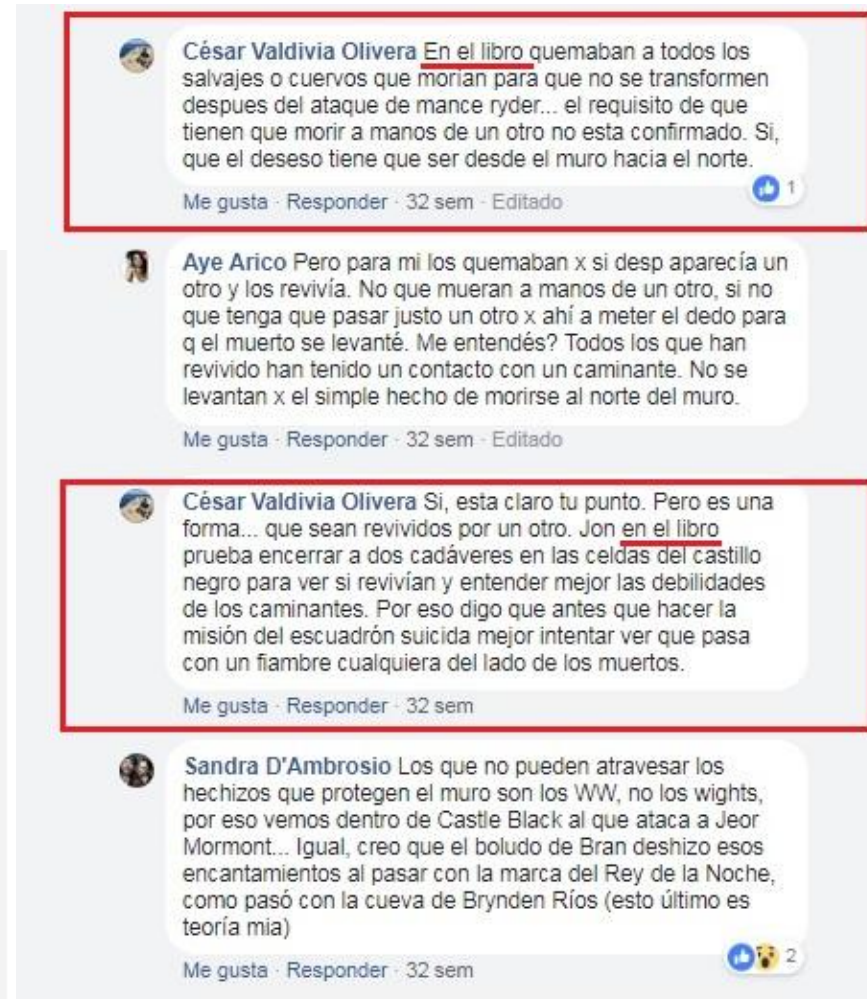 César Valdivia Olivera En el libro quemaban a todos los
salvajes o cuervos que morían para que no se transformen
despues del ataque de mance ryder... el requisito de que
tienen que morir a manos de un otro no esta confirmado. Si,
que el deseso tiene que ser desde el muro hacia el norte.
1
Me gusta · Responder · 32 sem · Editado
Aye Arico Pero para mi los quemaban x si desp aparecía un
otro y los revivía. No que mueran a manos de un otro, si no
que tenga que pasar justo un otro x ahí a meter el dedo para
q el muerto se levanté. Me entendés? Todos los que han
revivido han tenido un contacto con un caminante. No se
levantan x el simple hecho de morirse al norte del muro.
Me gusta · Responder · 32 sem · Editado
César Valdivia Olivera Si, esta claro tu punto. Pero es una
forma... que sean revividos por un otro. Jon en el libro
prueba encerrar a dos cadáveres en las celdas del castillo
negro para ver si revivían y entender mejor las debilidades
de los caminantes. Por eso digo que antes que hacer la
misión del escuadrón suicida mejor intentar ver que pasa
con un fiambre cualquiera del lado de los muertos.
Me gusta · Responder · 32 sem
Sandra D'Ambrosio Los que no pueden atravesar los
hechizos que protegen el muro son los WW, no los wights,
por eso vemos dentro de Castle Black al que ataca a Jeor
Mormont... Igual, creo que el boludo de Bran deshizo esos
encantamientos al pasar con la marca del Rey de la Noche,
como pasó con la cueva de Brynden Ríos (esto último es
teoría mia)
2
Me gusta · Responder · 32 sem